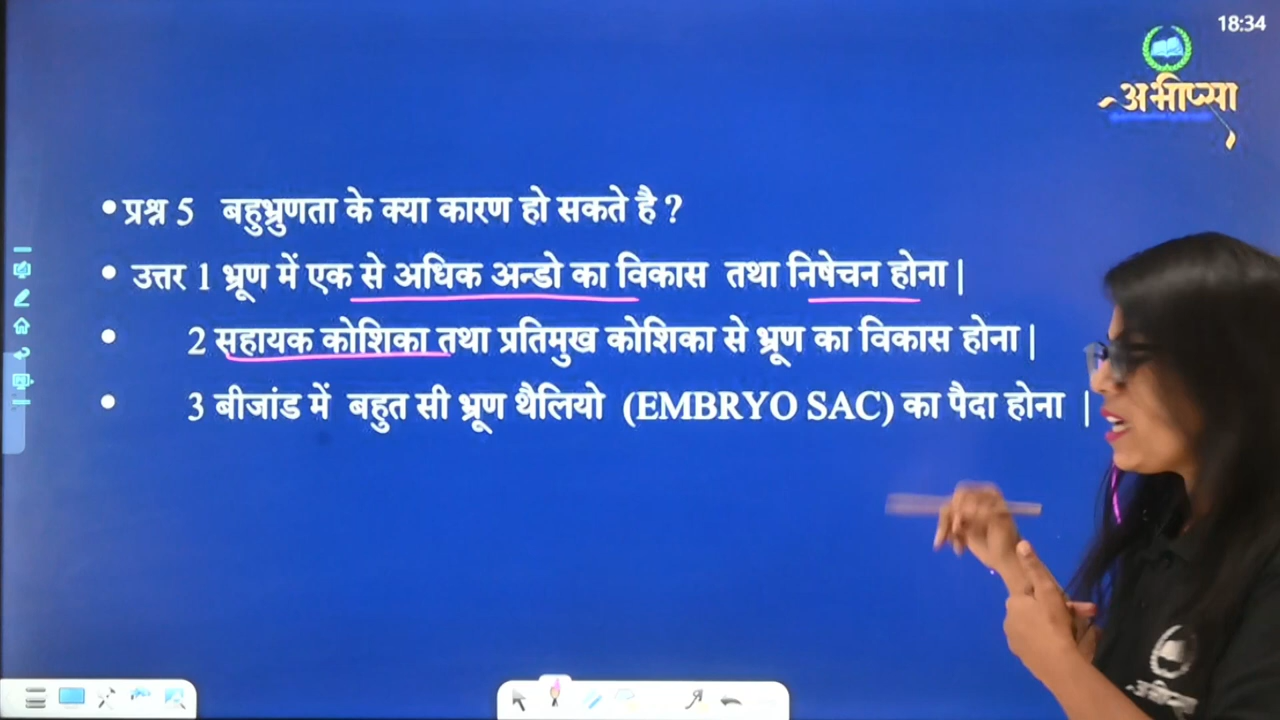 18:34
अभीप्सा
•प्रश्न 5 बहुभ्रुणता के क्या कारण हो सकते है ?
• उत्तर 1 भ्रूण में एक से अधिक अन्डो का विकास तथा निषेचन होना |
• 2 सहायक कोशिका तथा प्रतिमुख कोशिका से भ्रूण का विकास होना |
• 3 बीजांड में बहुत सी भ्रूण थैलियो (EMBRYO SAC) का पैदा होना |